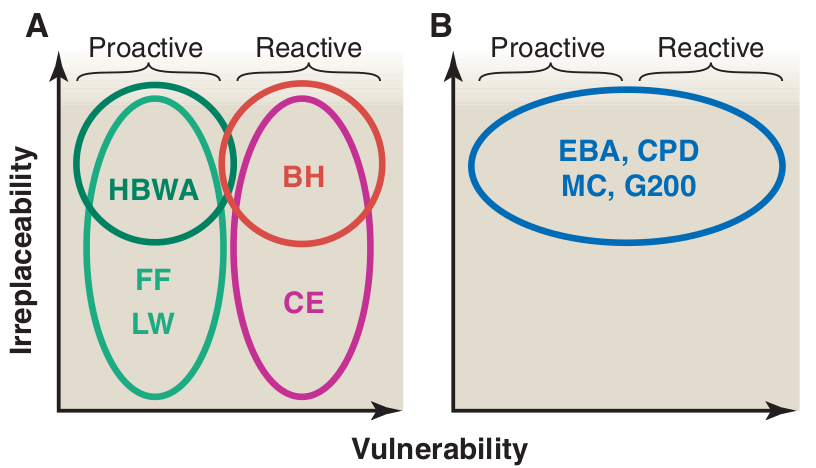 A
Proactive
Reactive
Irreplaceability
HBWA
BH
FF
LW
CE
B
Proactive
Reactive
EBA, CPD
MC, G200
Vulnerability